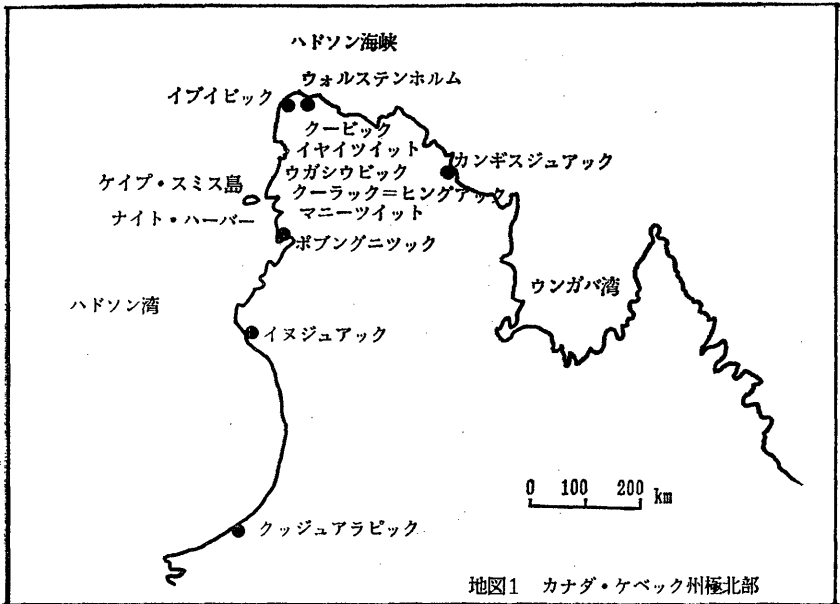 ハドソン海峡
ウォルステンホルム
イブイビック
クービック
イヤイツイット
カンギスジュアック
ウガシウビック
ケイプ・スミス島
クーラック=ヒングアック
ナイト・ハーバー
マニーツイット
ポブングニツック
ウンガバ湾
ハドソン湾
イヌジュアック
0 100 200 km
クッジュアラピック
地図1 カナダ・ケベック州極北部